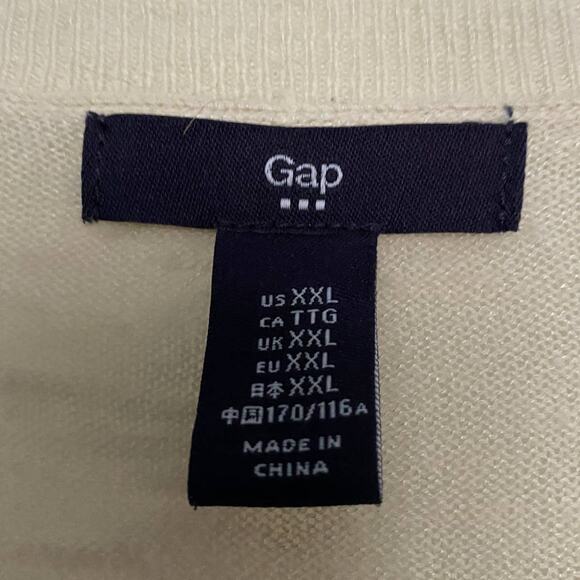 Gap
US XXL
CA TTG
UK XXL
EU XXL
日本 XXL
中国 170/116A
MADE IN
CHINA